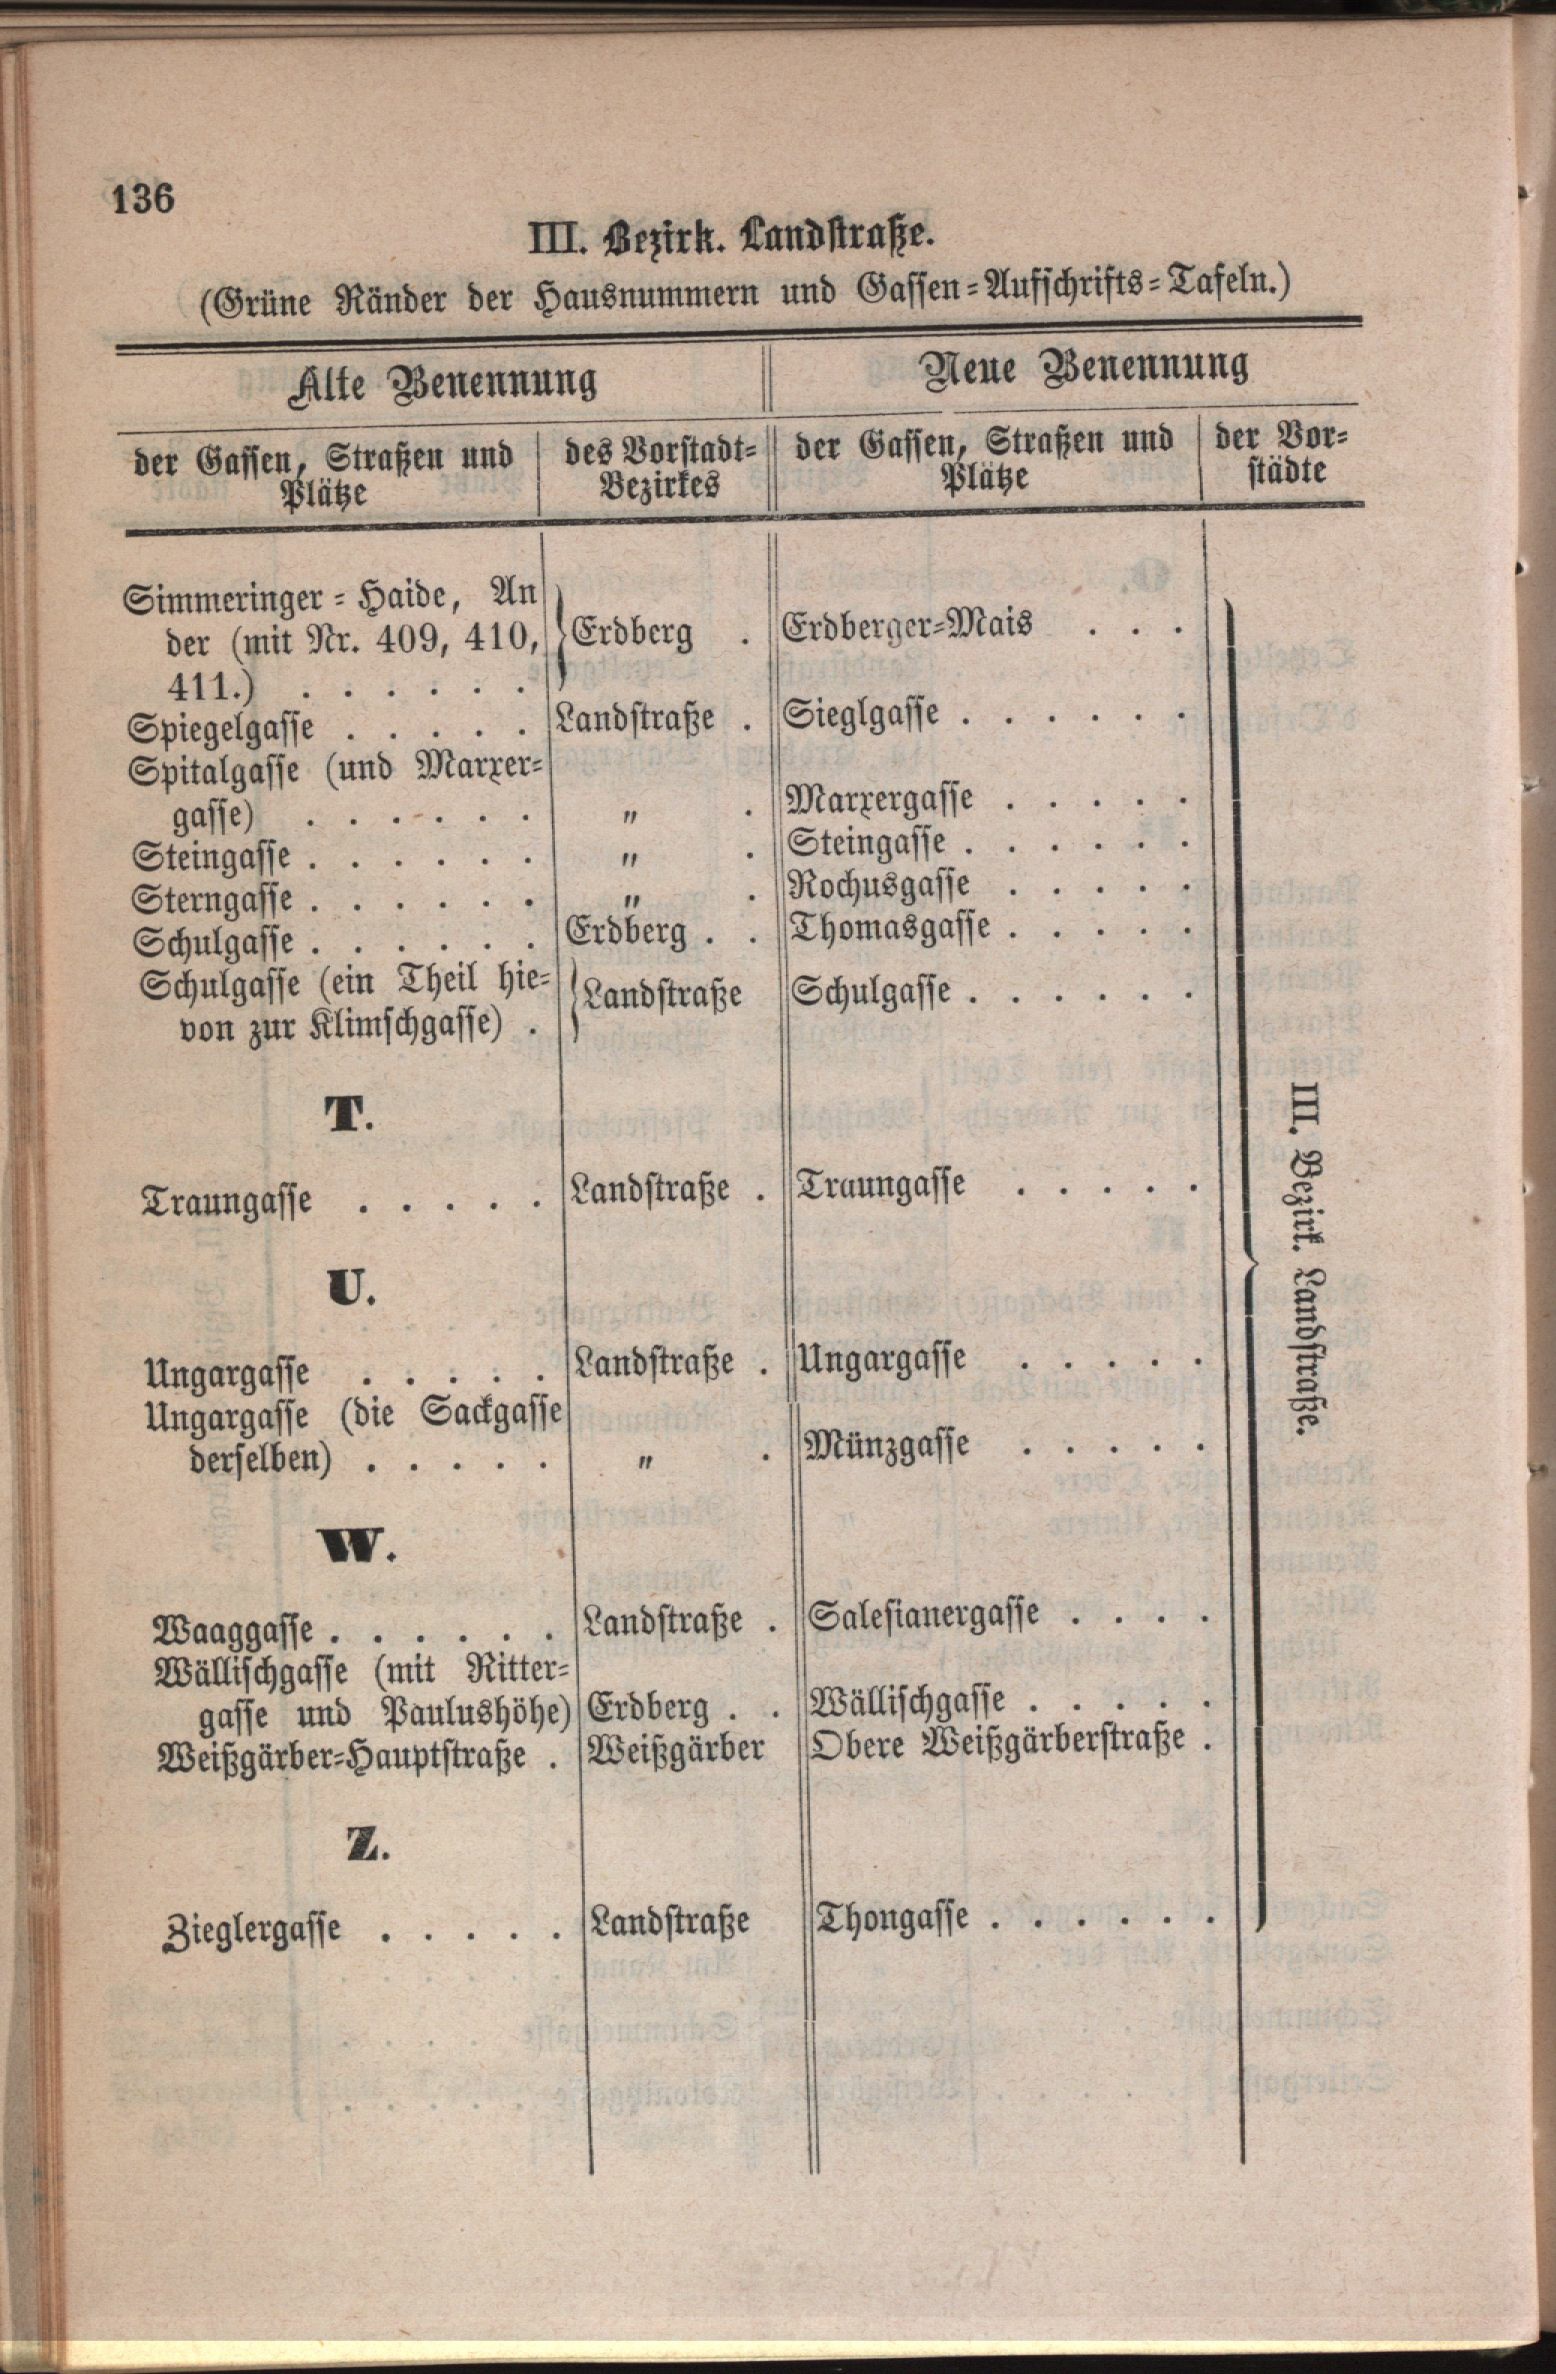 136
III. Bezirk. Landstraße.
(Grüne Ränder der Hausnummern und Gassen=Aufschrifts=Tafeln.)
Alte Benennung Neue Benennung
der Gassen, Straßen und des Vorstadt= der Gassen, Straßen und der Vor=
Plätze Bezirkes Plätze städte
Simmeringer=Haide, An
der (mit Nr. 409, 410, Erdberg . Erdberger=Mais . . .
411.) . . . . . .
Spiegelgasse . . . . . Landstraße . Sieglgasse . . . . . .
Spitalgasse (und Marxer=
gasse) . . . . . . " . Marxergasse . . . . .
Steingasse . . . . . . " . Steingasse . . . . . .
Sterngasse . . . . . . " . Rochusgasse . . . . .
Schulgasse . . . . . . Erdberg . . Thomasgasse . . . . .
Schulgasse (ein Theil hie=
von zur Klimschgasse) . Landstraße Schulgasse . . . . . .
T.
Traungasse . . . . . Landstraße . Traungasse . . . . .
U.
Ungargasse . . . . . Landstraße . Ungargasse . . . . .
Ungargasse (die Sackgasse
derselben) . . . . . " . Münzgasse . . . . .
W.
Waaggasse . . . . . . Landstraße . Salesianergasse . . . .
Wällischgasse (mit Ritter=
gasse und Paulushöhe) Erdberg . . Wällischgasse . . . . .
Weißgärber=Hauptstraße . Weißgärber Obere Weißgärberstraße .
Z.
Zieglergasse . . . . . Landstraße Thongasse . . . . . .
III. Bezirk. Landstraße.